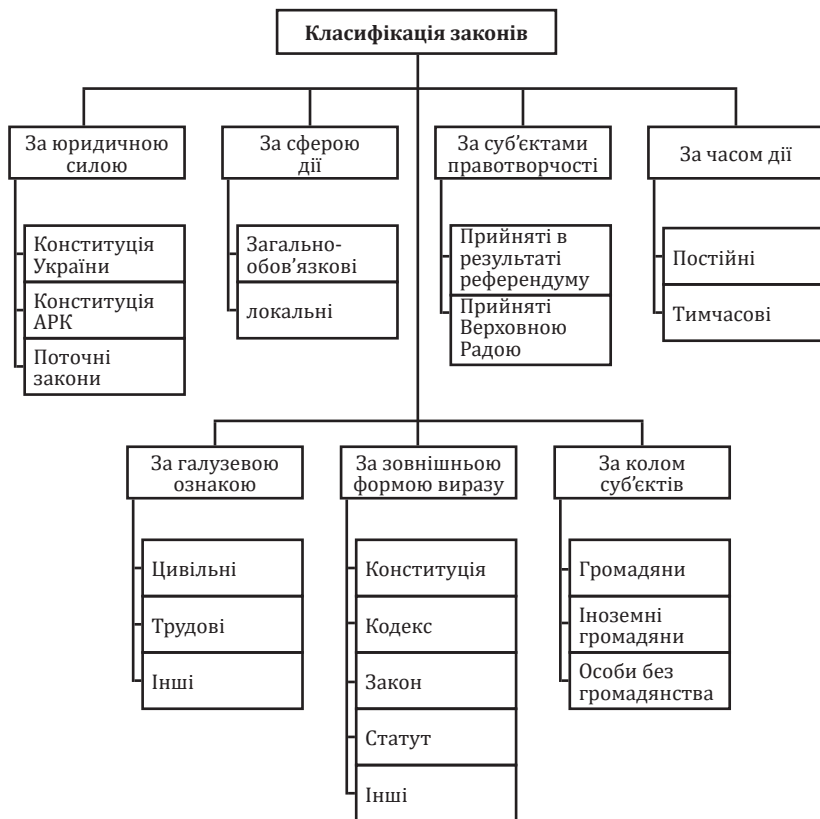 Класифікація законів
За юридичною
силою
Конституція
України
Конституція
АРК
Поточні
закони
За сферою
дії
Загально-
обов’язкові
локальні
За суб’єктами
правотворчості
Прийняті в
результаті
референдуму
Прийняті
Верховною
Радою
За часом дії
Постійні
Тимчасові
За галузевою
ознакою
Цивільні
Трудові
Інші
За зовнішньою
формою виразу
Конституція
Кодекс
Закон
Статут
Інші
За колом
суб’єктів
Громадяни
Іноземні
громадяни
Особи без
громадянства